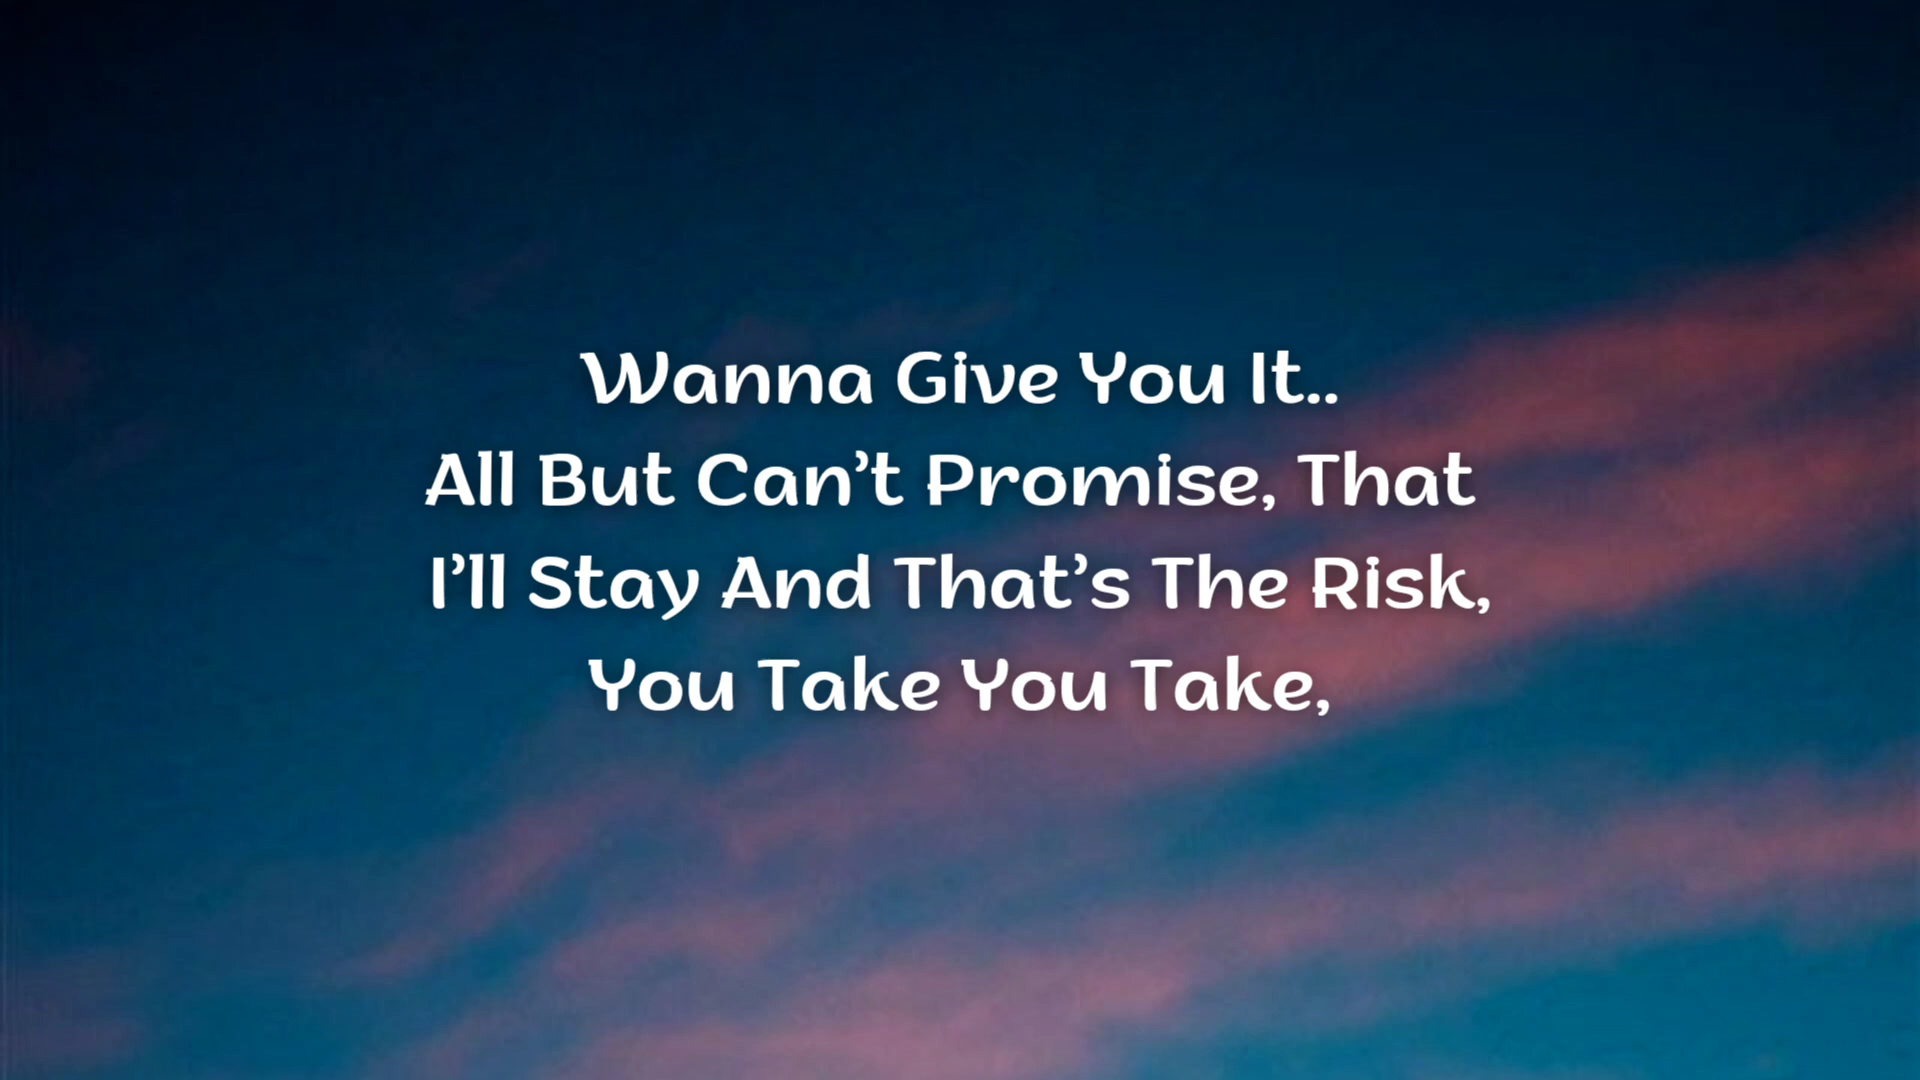 Wanna Give You It..
All But Can’t Promise, That
I’ll Stay And That’s The Risk,
You Take You Take,